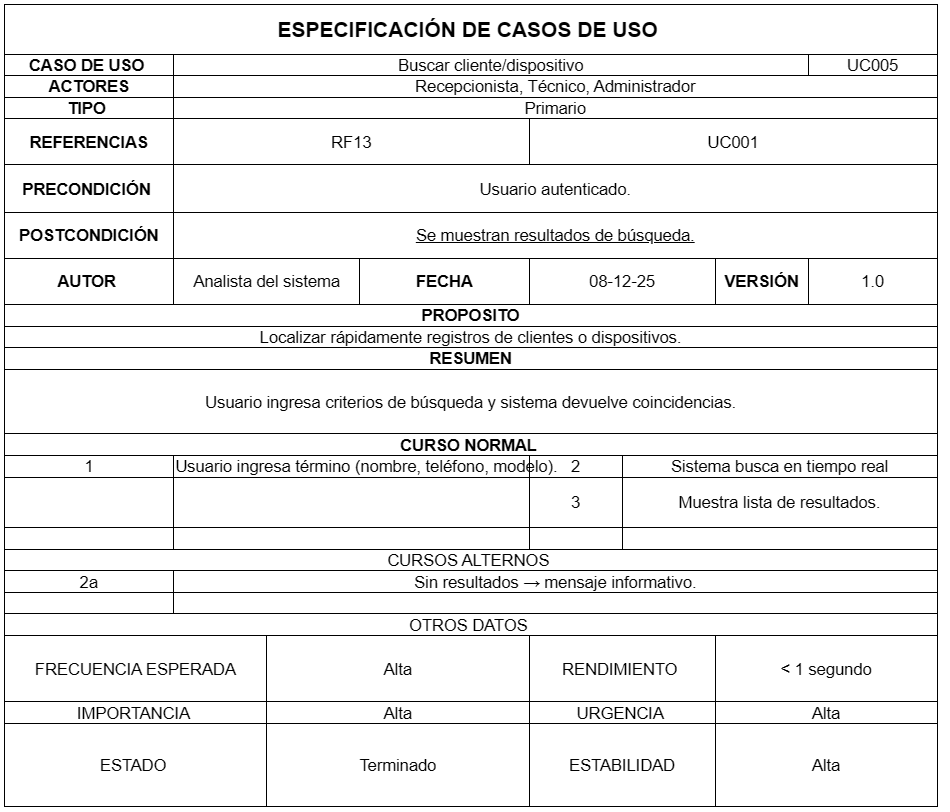 ESPECIFICACIÓN DE CASOS DE USO
CASO DE USO Buscar cliente/dispositivo UC005
ACTORES Recepcionista, Técnico, Administrador
TIPO Primario
REFERENCIAS RF13 UC001
PRECONDICIÓN Usuario autenticado.
POSTCONDICIÓN Se muestran resultados de búsqueda.
AUTOR Analista del sistema FECHA 08-12-25 VERSIÓN 1.0
PROPOSITO
Localizar rápidamente registros de clientes o dispositivos.
RESUMEN
Usuario ingresa criterios de búsqueda y sistema devuelve coincidencias.
CURSO NORMAL
1 Usuario ingresa término (nombre, teléfono, modelo). 2 Sistema busca en tiempo real
3 Muestra lista de resultados.
CURSOS ALTERNOS
2a Sin resultados → mensaje informativo.
OTROS DATOS
FRECUENCIA ESPERADA Alta RENDIMIENTO < 1 segundo
IMPORTANCIA Alta URGENCIA Alta
ESTADO Terminado ESTABILIDAD Alta